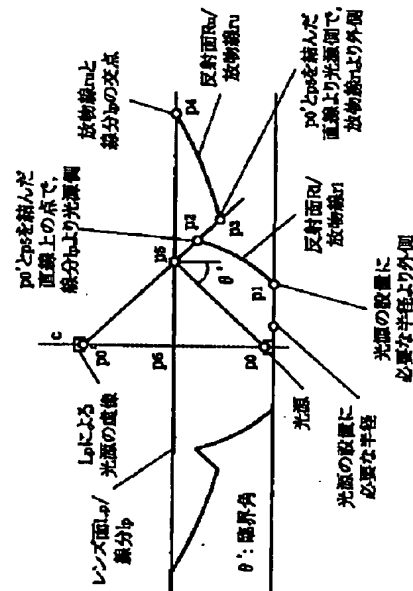 レンズ面Lp/
線分lp
Lpによる
光源の虚像
p0'とp5を結んだ
直線上の点で、
線分lpより光源側
放物線ruと
線分lpの交点
反射面Ru/
放物線ru
c
p0'
p6
p5
p4
p2
p3
θ'
p0
p1
p0'とp5を結んだ
直線より光源側で、
放物線rlより外側
反射面Rl/
放物線rl
光源の設置に
必要な半径より外側
光源の設置に
必要な半径
光源
θ':臨界角